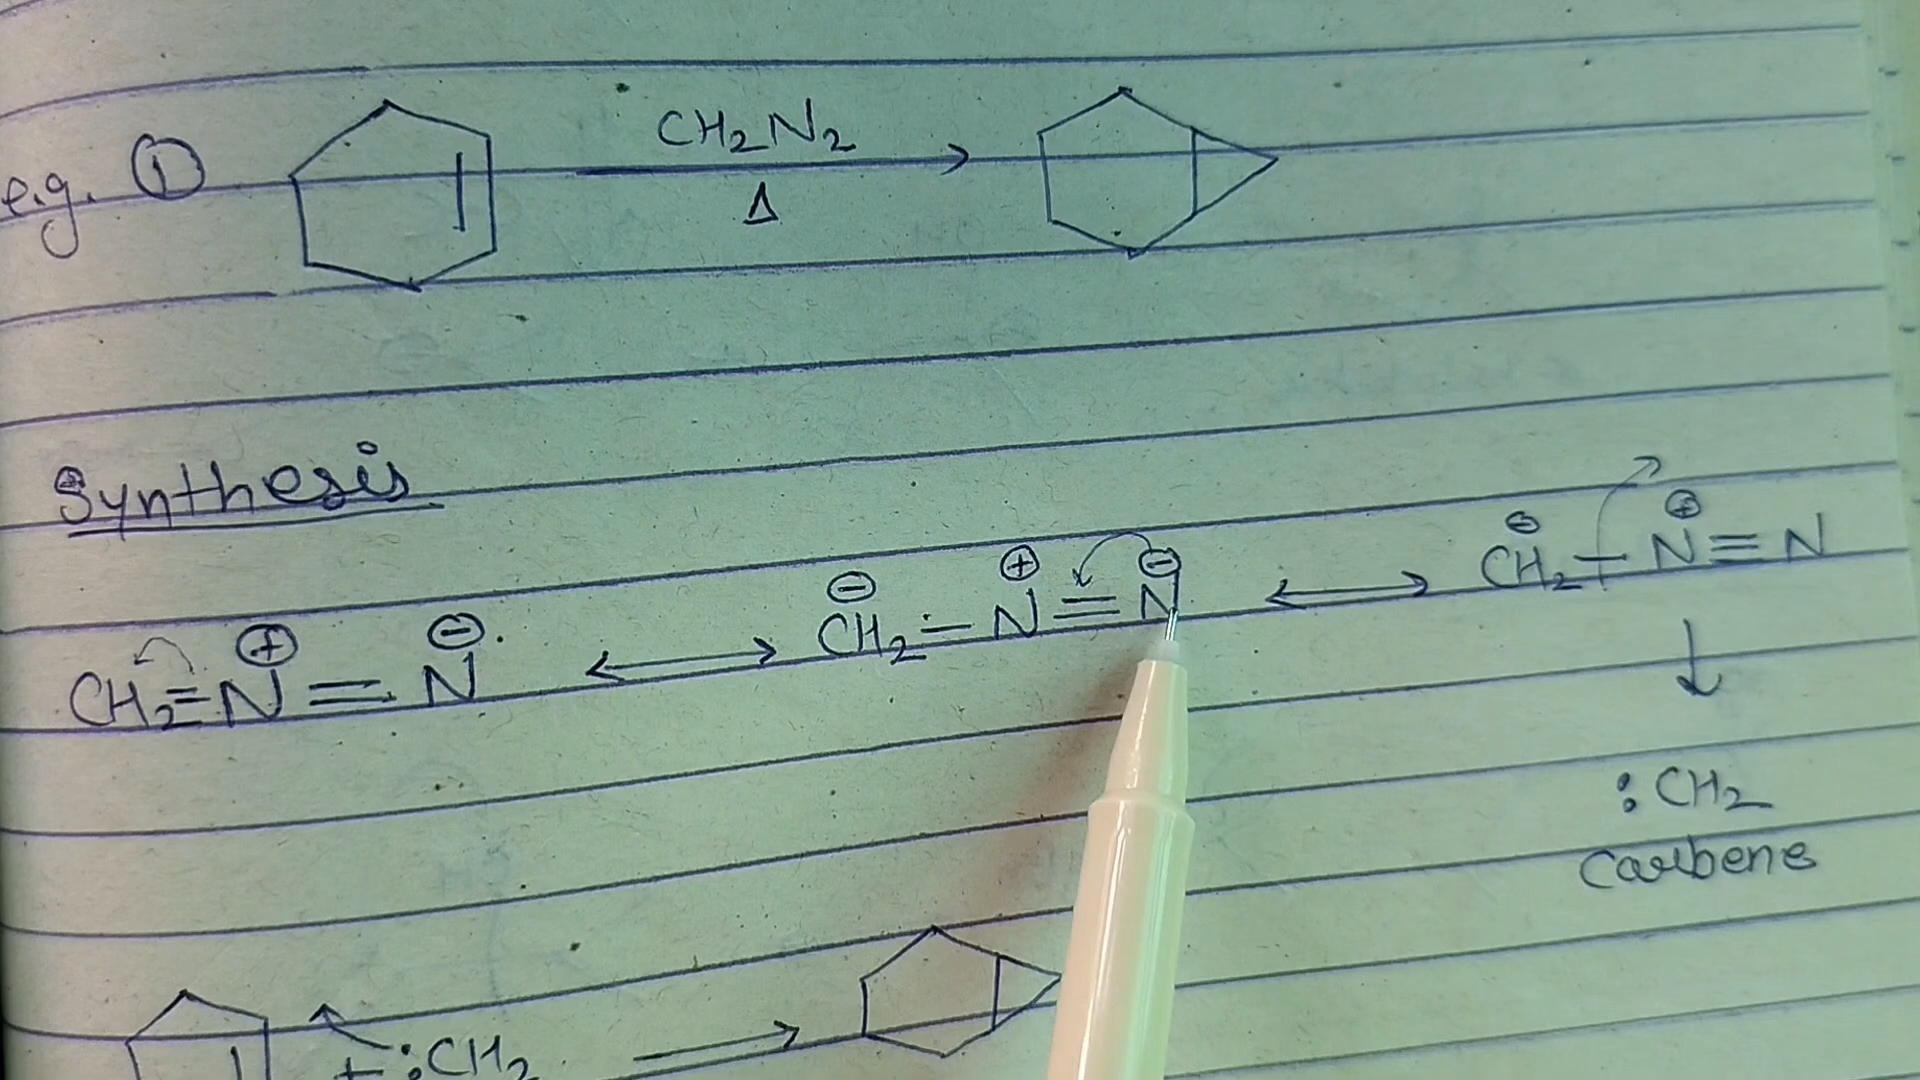 e.g. ① CH₂N₂
Δ
Synthesis
CH₂=N⊕=N⊖ ⟷ ⊖CH₂–N⊕=N⊖ ⟷ ⊖CH₂–N⊕≡N
↓
:CH₂
Carbene
+ :CH₂ →